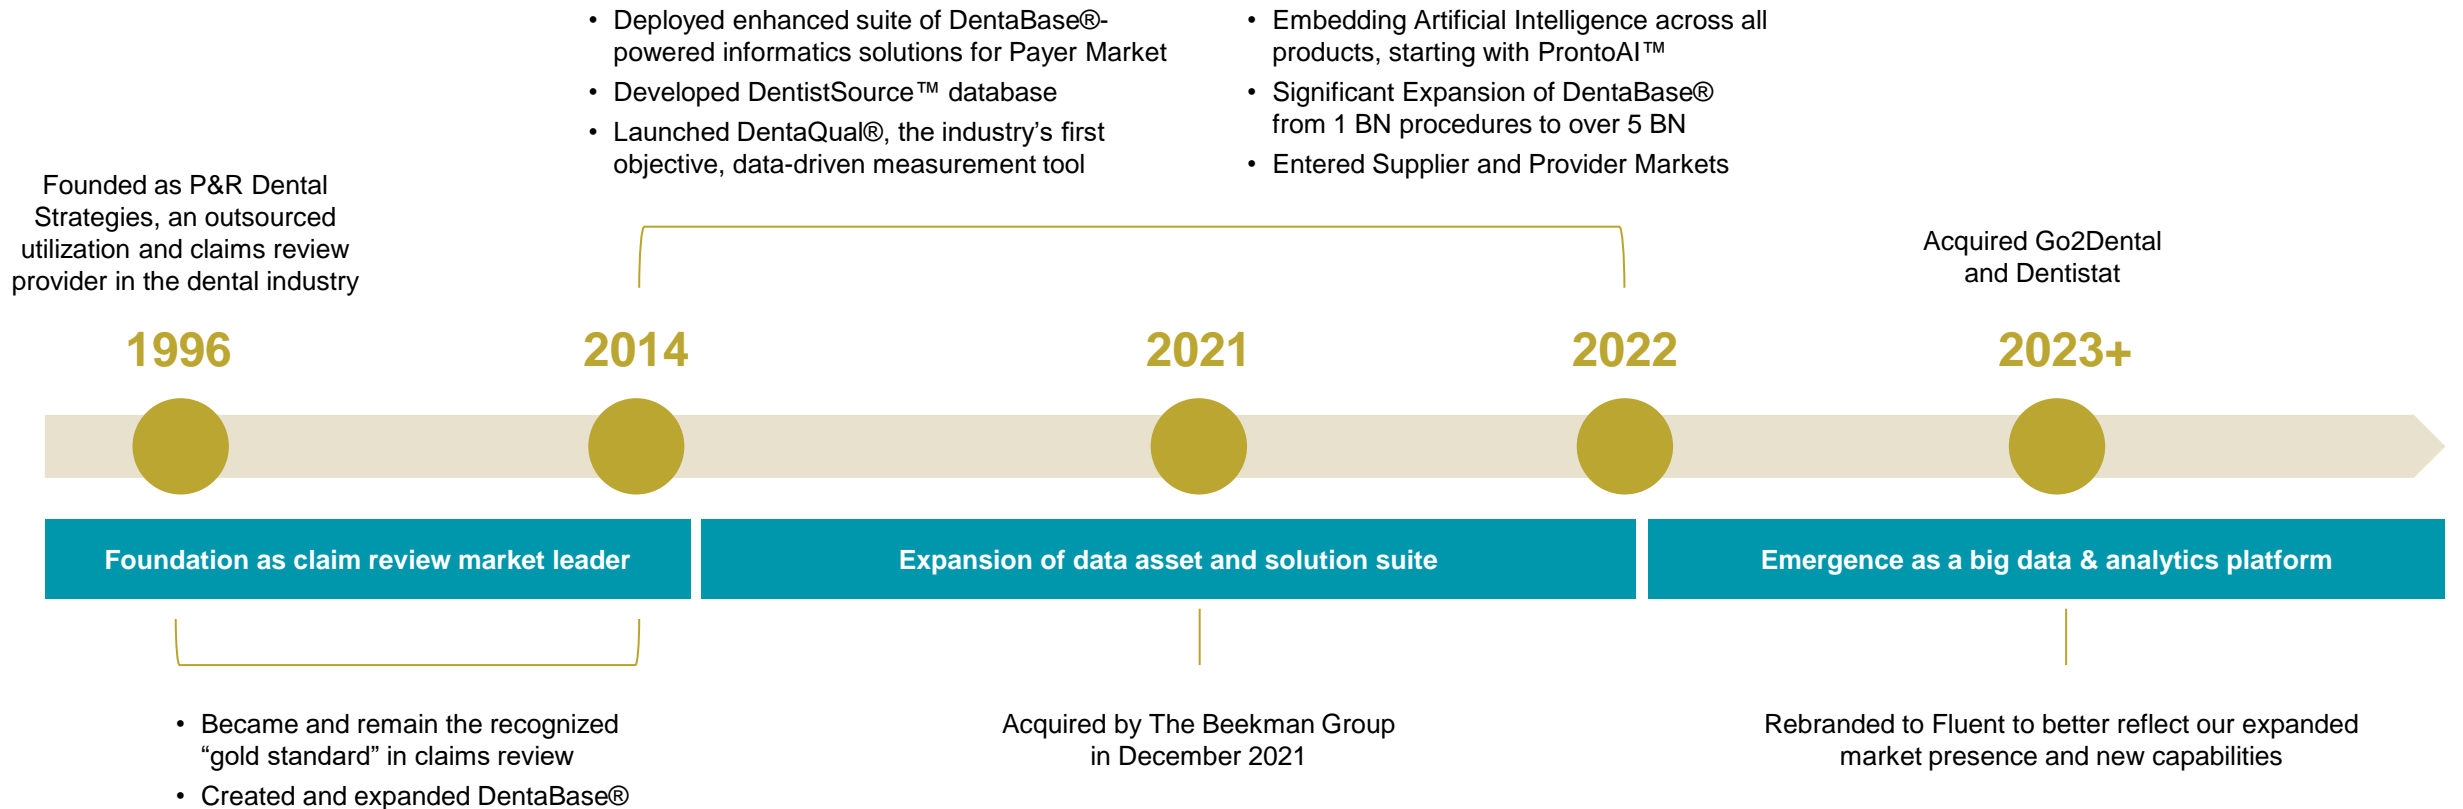 • Deployed enhanced suite of DentaBase®-
powered informatics solutions for Payer Market
• Developed DentistSource™ database
• Launched DentaQual®, the industry’s first
objective, data-driven measurement tool
• Embedding Artificial Intelligence across all
products, starting with ProntoAI™
• Significant Expansion of DentaBase®
from 1 BN procedures to over 5 BN
• Entered Supplier and Provider Markets
Founded as P&R Dental
Strategies, an outsourced
utilization and claims review
provider in the dental industry
Acquired Go2Dental
and Dentistat
1996
2014
2021
2022
2023+
Foundation as claim review market leader
Expansion of data asset and solution suite
Emergence as a big data & analytics platform
• Became and remain the recognized
“gold standard” in claims review
• Created and expanded DentaBase®
Acquired by The Beekman Group
in December 2021
Rebranded to Fluent to better reflect our expanded
market presence and new capabilities